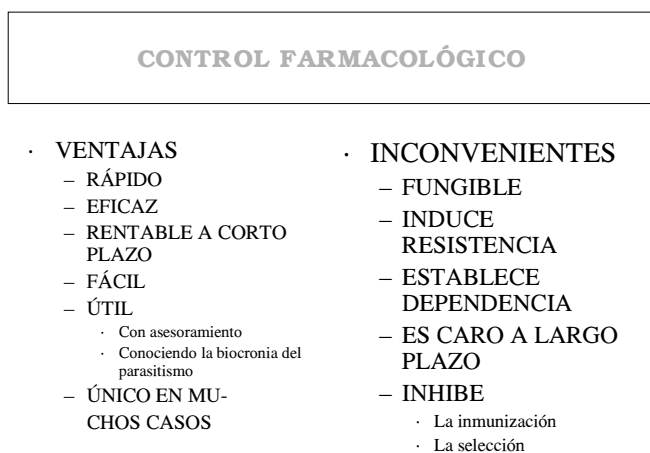 CONTROL FARMACOLÓGICO
· VENTAJAS
– RÁPIDO
– EFICAZ
– RENTABLE A CORTO
PLAZO
– FÁCIL
– ÚTIL
· Con asesoramiento
· Conociendo la biocronia del
parasitismo
– ÚNICO EN MU-
CHOS CASOS
· INCONVENIENTES
– FUNGIBLE
– INDUCE
RESISTENCIA
– ESTABLECE
DEPENDENCIA
– ES CARO A LARGO
PLAZO
– INHIBE
· La inmunización
· La selección